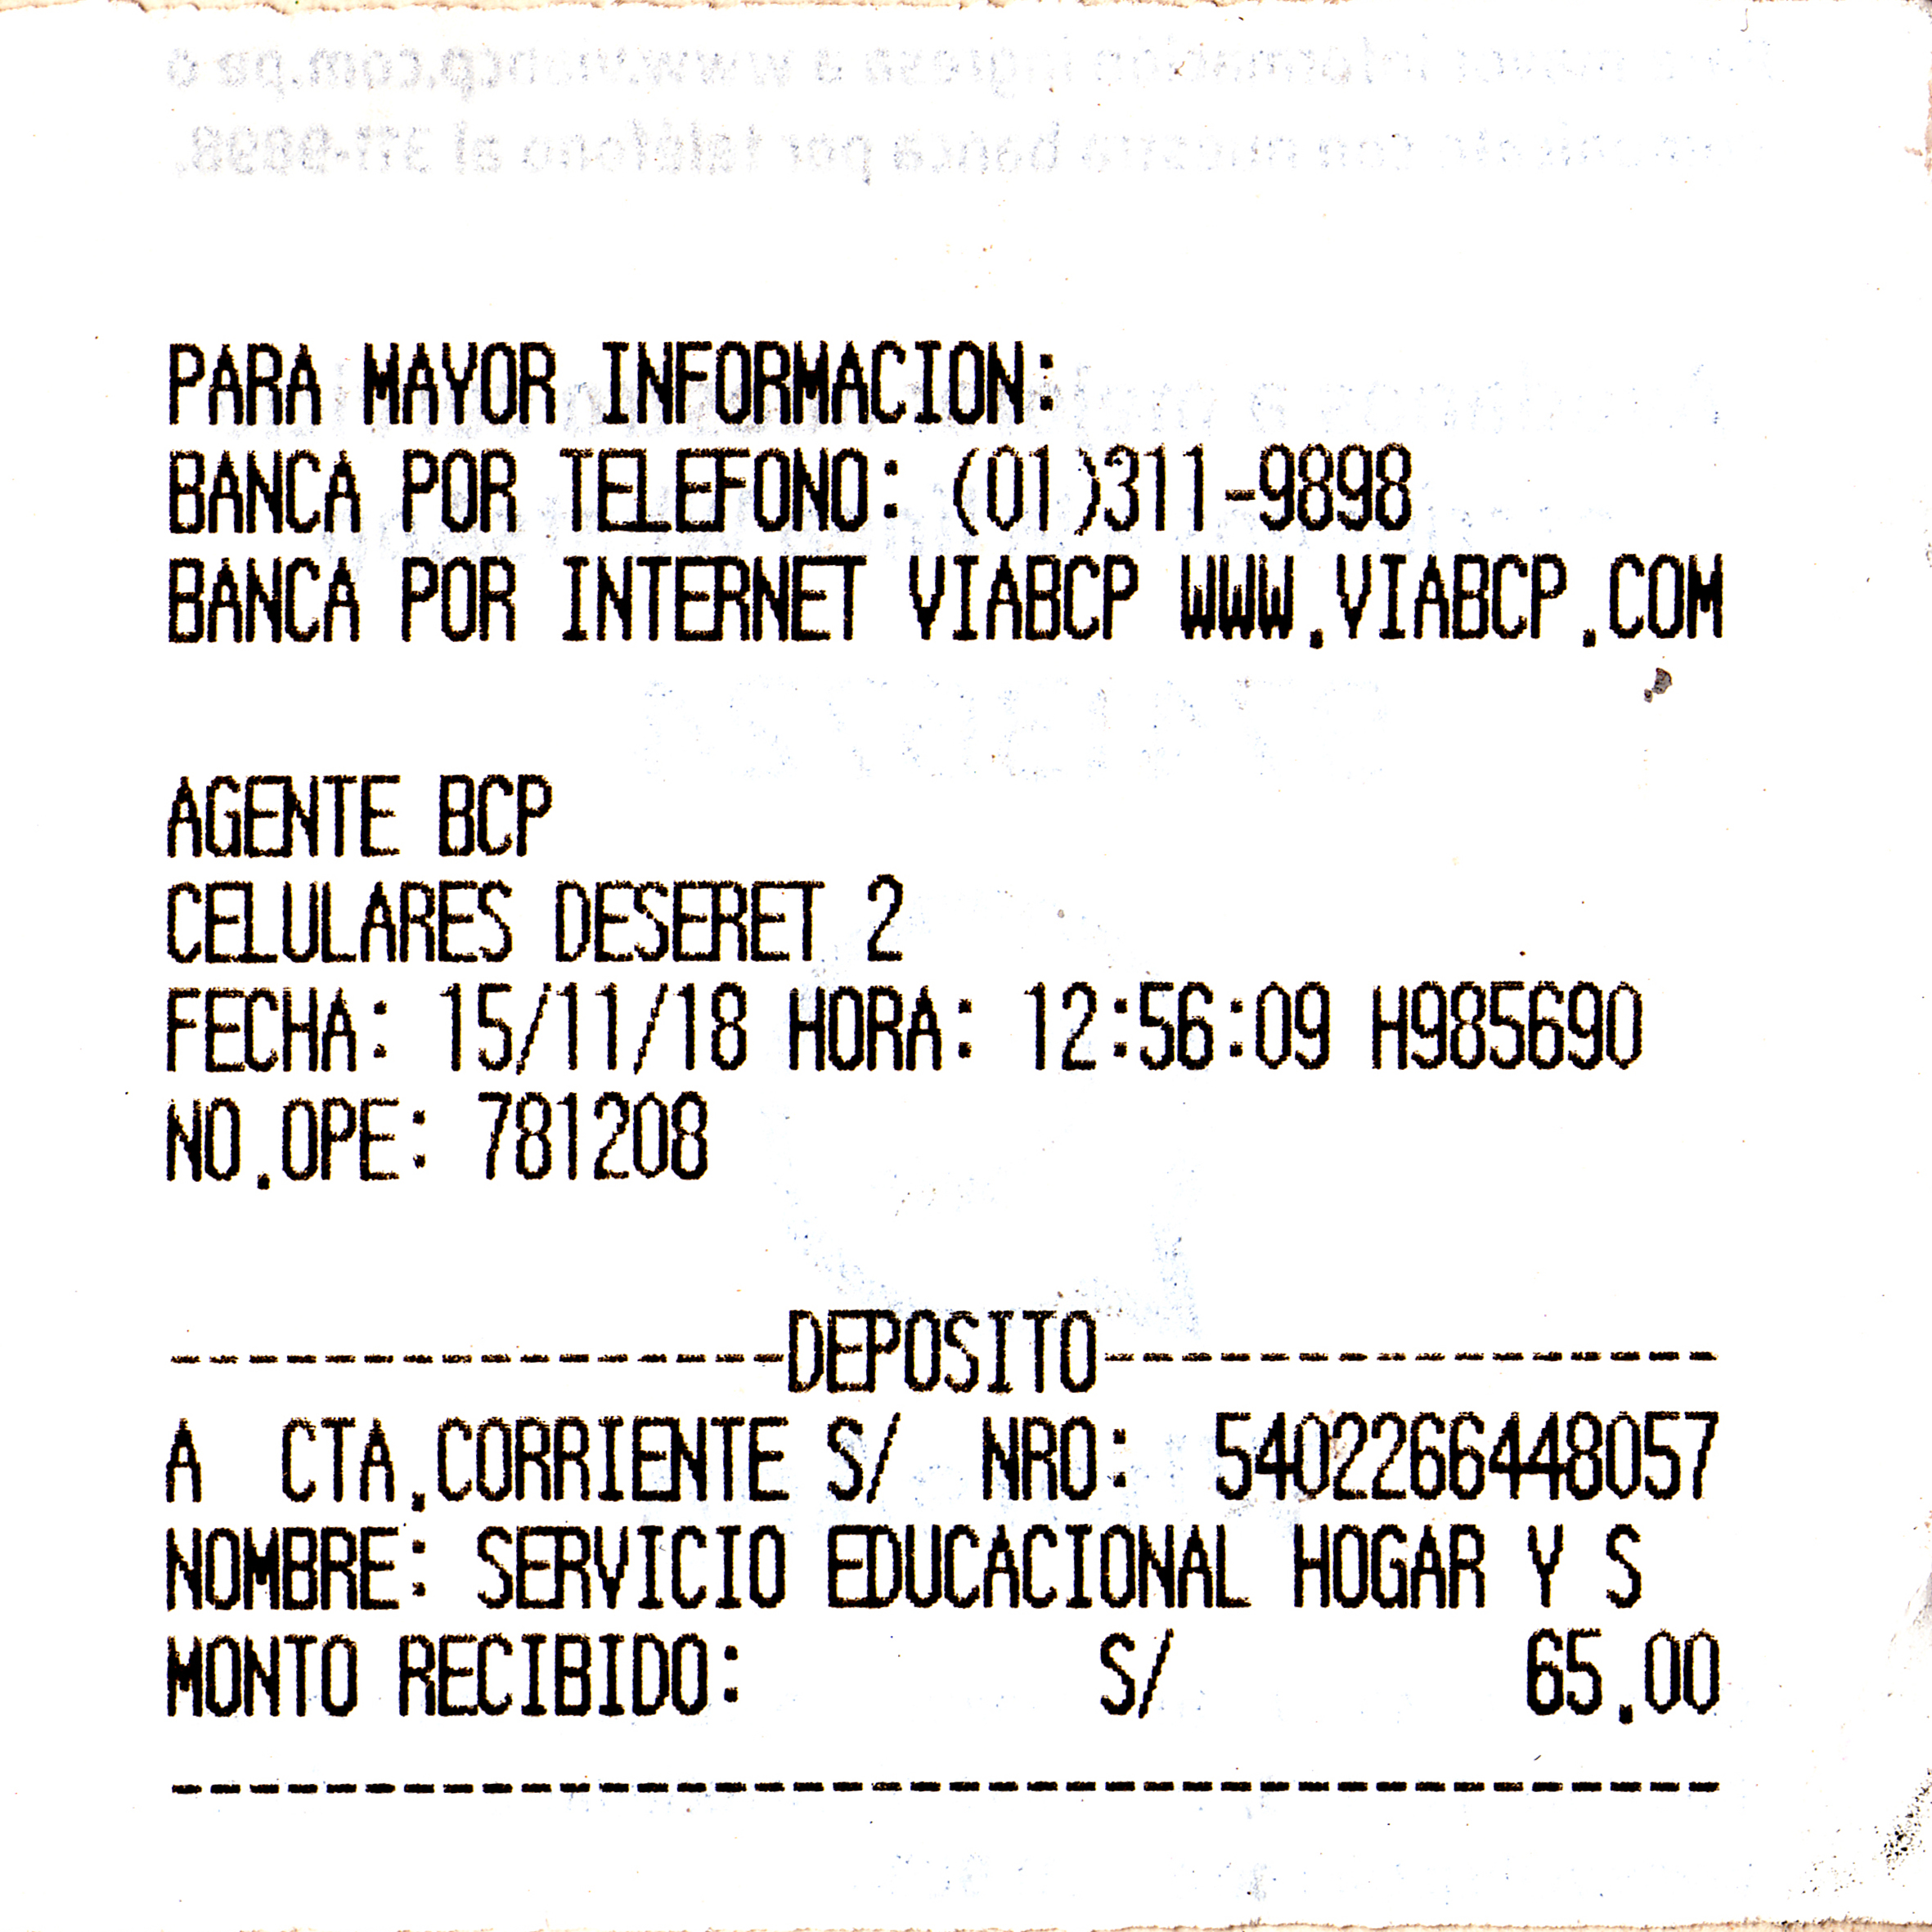 PARA MAYOR INFORMACION:
BANCA POR TELEFONO: (01)311-9898
BANCA POR INTERNET VIABCP WWW.VIABCP.COM
AGENTE BCP
CELULARES DESERET 2
FECHA: 15/11/18 HORA: 12:56:09 H985690
NO.OPE: 781208
----------------DEPOSITO----------------
A  CTA.CORRIENTE S/  NRO:  5402266448057
NOMBRE: SERVICIO EDUCACIONAL HOGAR Y S
MONTO RECIBIDO:         S/         65.00
----------------------------------------